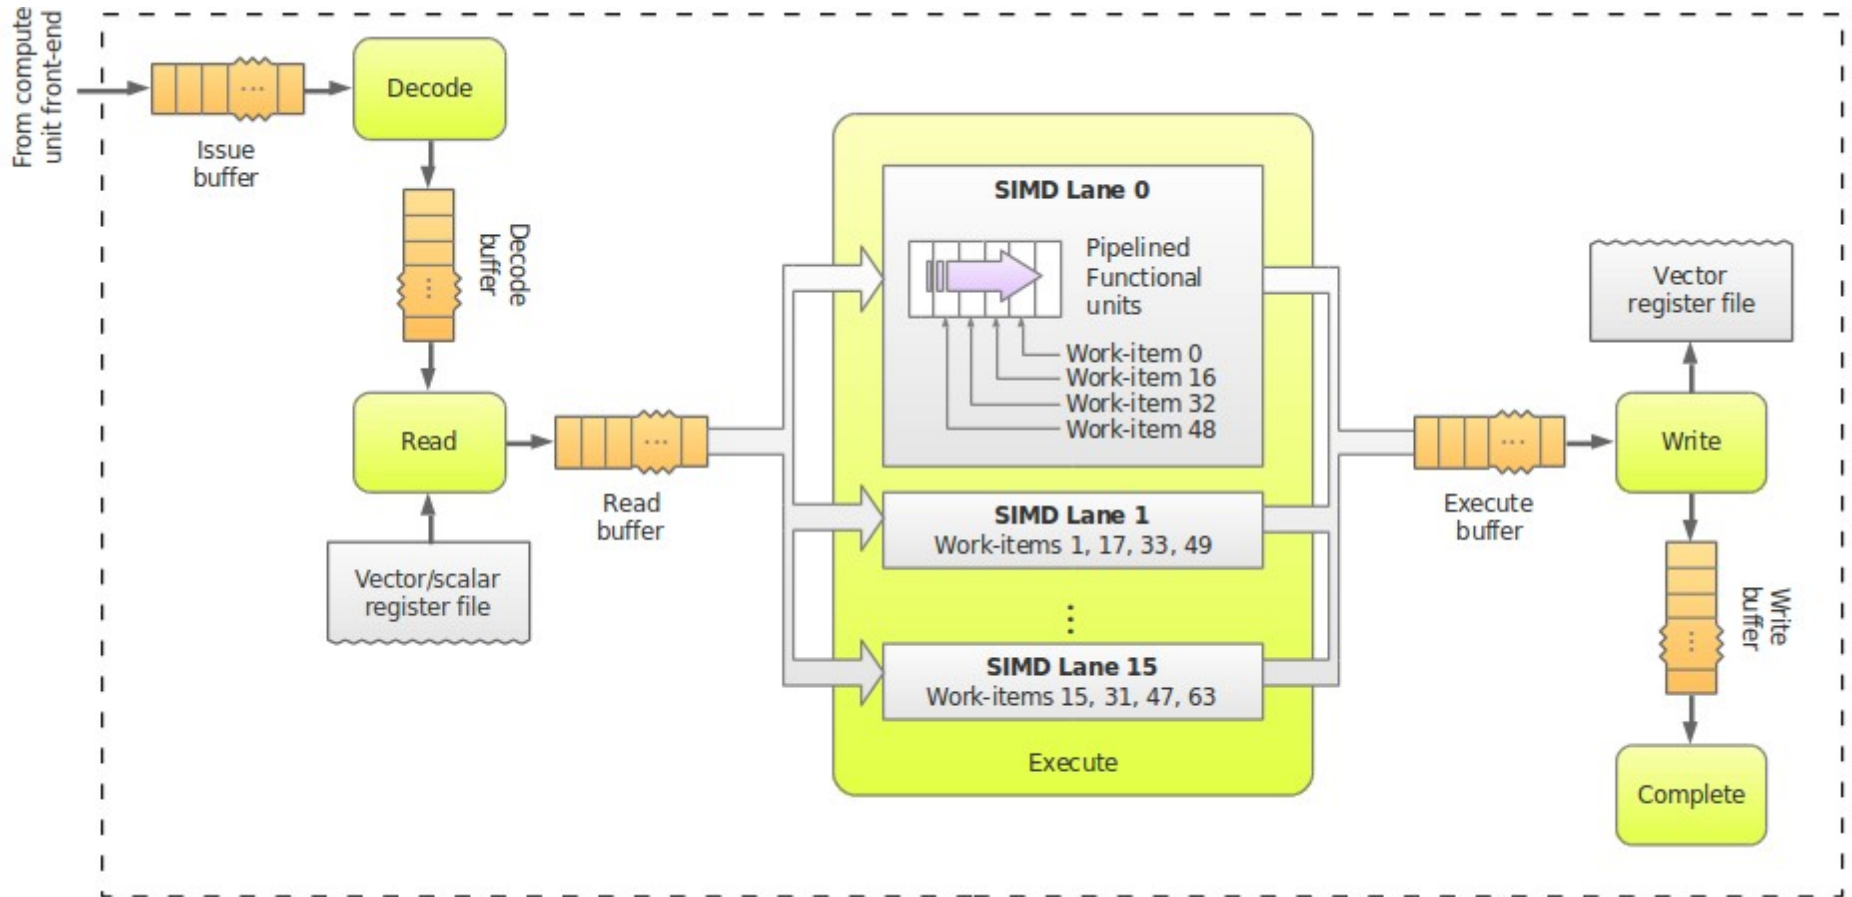 From compute
unit front-end
Issue
buffer
...
Decode
Decode
buffer
...
Read
Vector/scalar
register file
...
Read
buffer
SIMD Lane 0
Pipelined
Functional
units
Work-item 0
Work-item 16
Work-item 32
Work-item 48
SIMD Lane 1
Work-items 1, 17, 33, 49
...
SIMD Lane 15
Work-items 15, 31, 47, 63
Execute
...
Execute
buffer
Vector
register file
Write
Write
buffer
...
Complete